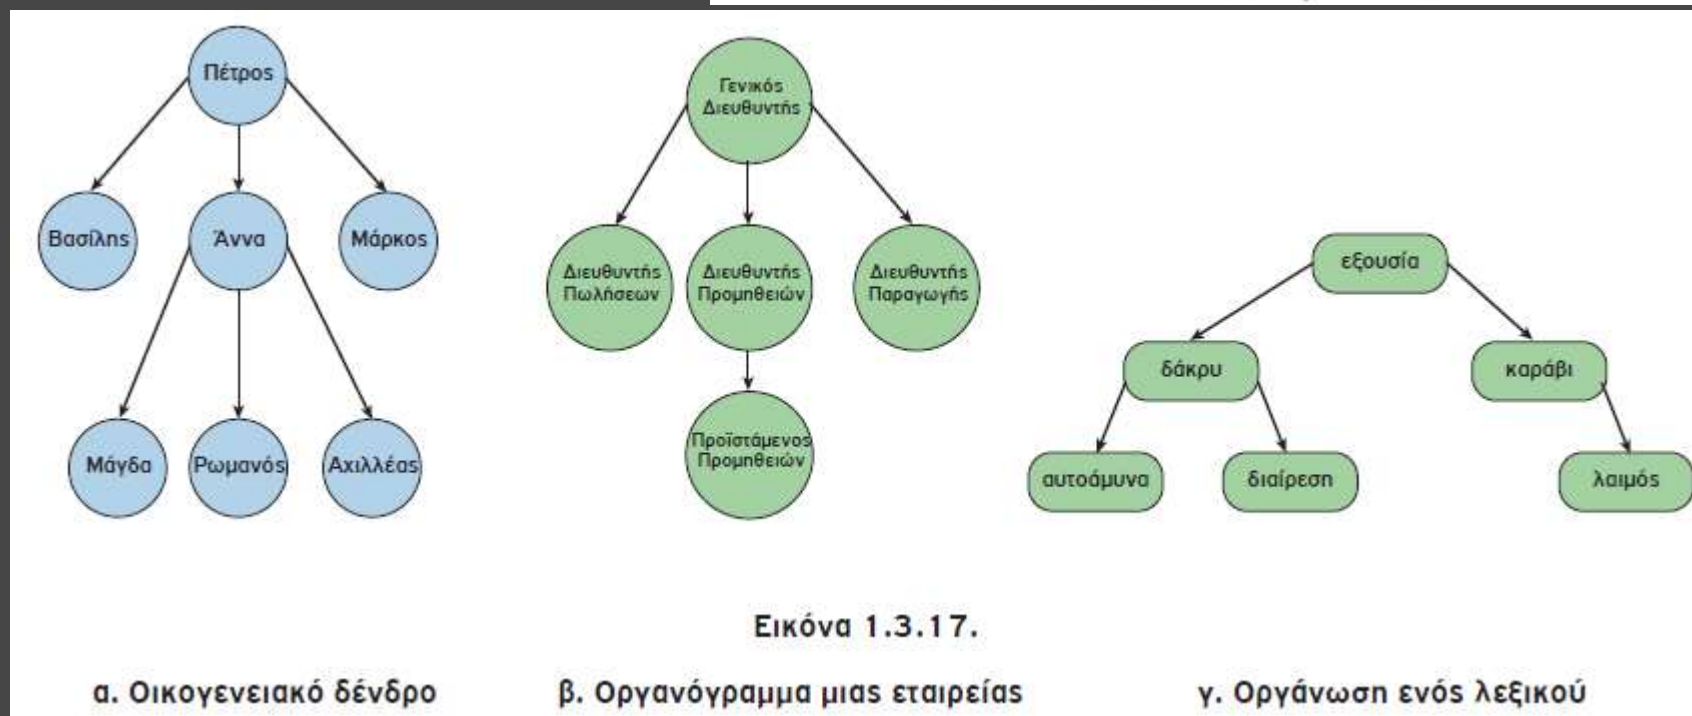 Πέτρος
Βασίλης
Άννα
Μάρκος
Μάγδα
Ρωμανός
Αχιλλέας
Γενικός
Διευθυντής
Διευθυντής
Πωλήσεων
Διευθυντής
Προμηθειών
Διευθυντής
Παραγωγής
Προϊστάμενος
Προμηθειών
εξουσία
δάκρυ
καράβι
αυτοάμυνα
διαίρεση
λαιμός
Εικόνα 1.3.17.
α. Οικογενειακό δένδρο
β. Οργανόγραμμα μιας εταιρείας
γ. Οργάνωση ενός λεξικού